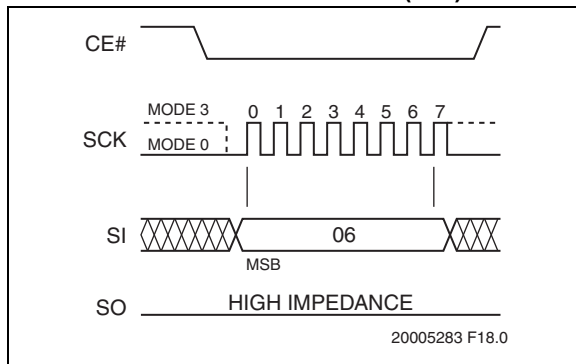 CE#
MODE 3 0 1 2 3 4 5 6 7
SCK MODE 0
SI 06
MSB
SO HIGH IMPEDANCE
20005283 F18.0